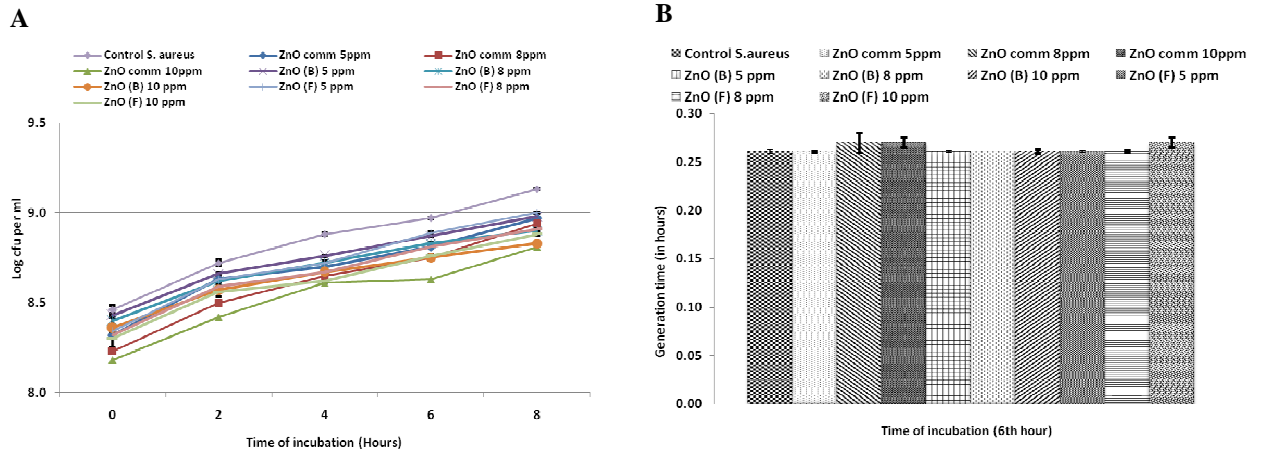 A
Control S. aureus
ZnO comm 5ppm
ZnO comm 8ppm
ZnO comm 10ppm
ZnO (B) 5 ppm
ZnO (B) 8 ppm
ZnO (B) 10 ppm
ZnO (F) 5 ppm
ZnO (F) 8 ppm
ZnO (F) 10 ppm
Log cfu per ml
9.5
9.0
8.5
8.0
0 2 4 6 8
Time of incubation (Hours)
B
Control S.aureus
ZnO comm 5ppm
ZnO comm 8ppm
ZnO comm 10ppm
ZnO (B) 5 ppm
ZnO (B) 8 ppm
ZnO (B) 10 ppm
ZnO (F) 5 ppm
ZnO (F) 8 ppm
ZnO (F) 10 ppm
Generation time (in hours)
0.30
0.25
0.20
0.15
0.10
0.05
0.00
Time of incubation (6th hour)